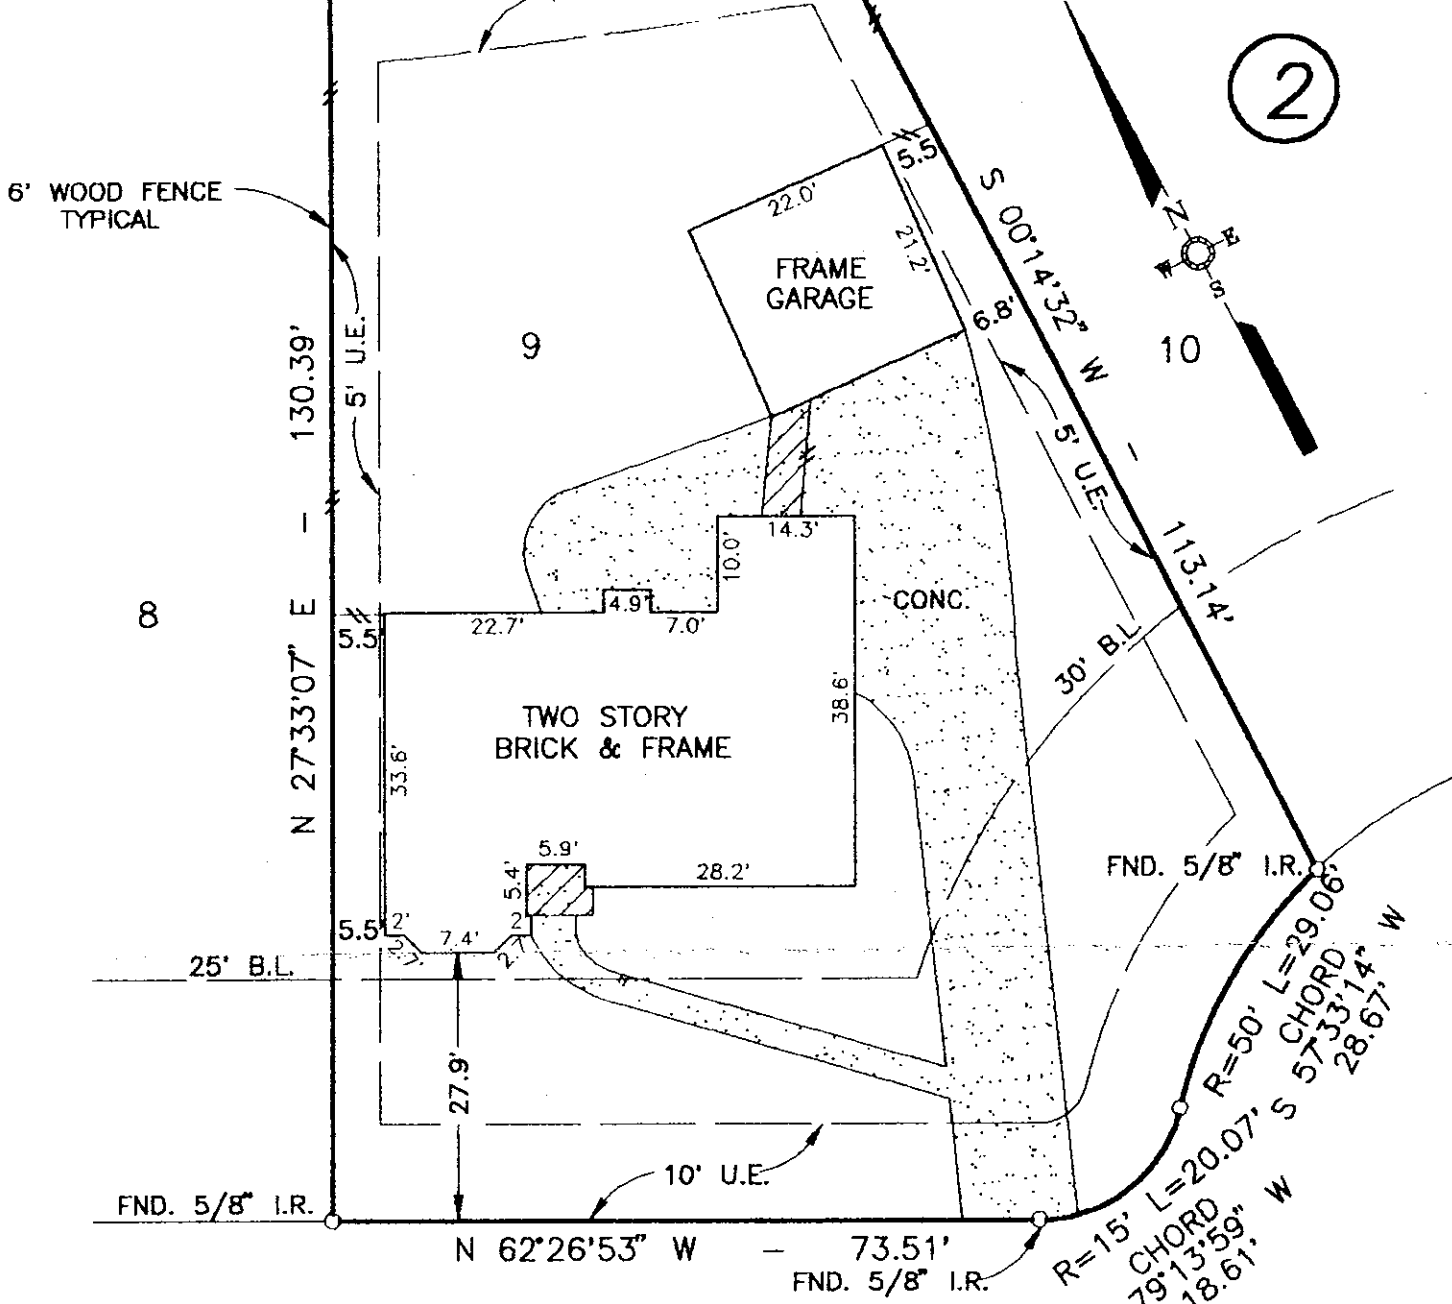 2
6' WOOD FENCE
TYPICAL
5.5'
22.0'
21.2'
FRAME
GARAGE
6.8'
S 00°14'32" W - 113.14'
N
E
W
S
9
10
8
5' U.E.
5' U.E.
N 27°33'07" E - 130.39'
14.3'
10.0'
4.9'
22.7'
7.0'
CONC.
30' B.L.
5.5'
TWO STORY
BRICK & FRAME
38.6'
33.6'
5.9'
5.4'
28.2'
FND. 5/8" I.R.
5.5'
2'
2
7.4'
25' B.L.
27.9'
10' U.E.
R=50' L=29.06'
CHORD
S 57°33'14" W
28.67'
FND. 5/8" I.R.
N 62°26'53" W - 73.51'
FND. 5/8" I.R.
R=15' L=20.07'
CHORD
79°13'59" W
18.61'